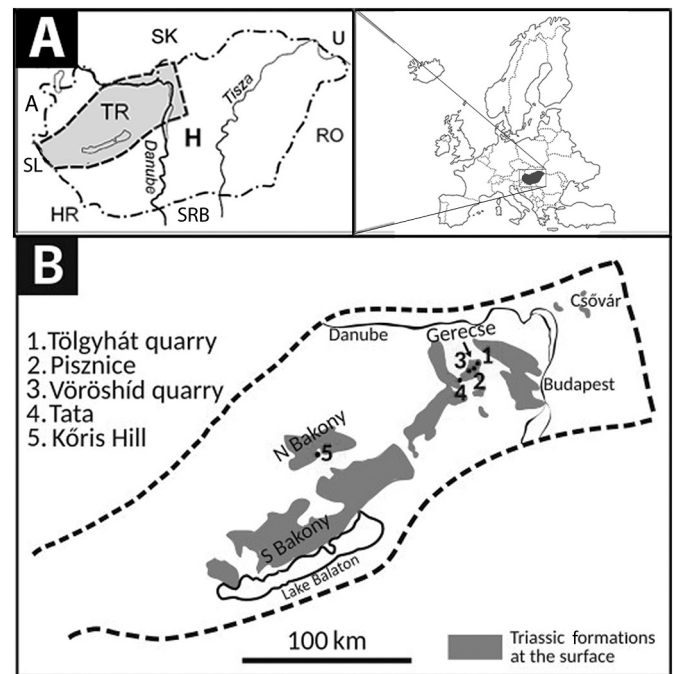 A
SK
U
A
TR
Tisza
H
RO
SL
Danube
HR
SRB
B
Csővár
Danube
Gerecse
1.Tölgyhát quarry
2. Pisznice
3. Vöröshíd quarry
4. Tata
5. Kőris Hill
3
1
2
4
Budapest
N Bakony
5
S Bakony
Lake Balaton
100 km
Triassic formations
at the surface